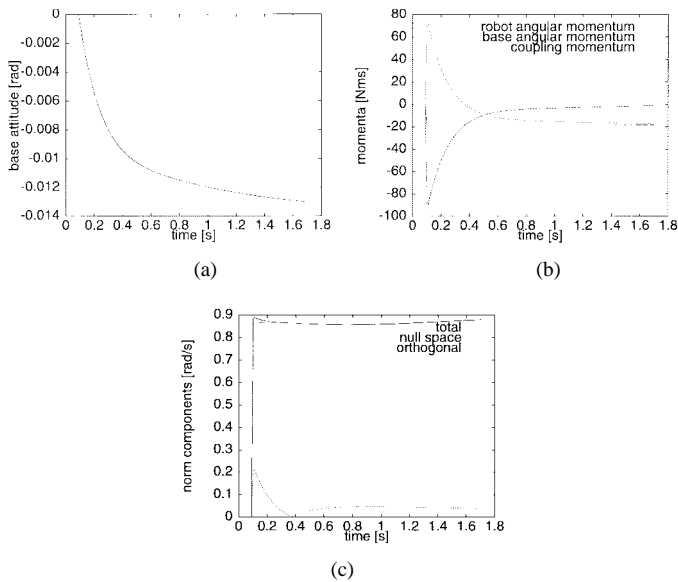 0
-0.002
-0.004
-0.006
-0.008
-0.01
-0.012
-0.014
base attitude [rad]
0 0.2 0.4 0.6 0.8 1 1.2 1.4 1.6 1.8
time [s]
(a)
80
60
40
20
0
-20
-40
-60
-80
-100
momenta [Nms]
robot angular momentum
base angular momentum
coupling momentum
0 0.2 0.4 0.6 0.8 1 1.2 1.4 1.6 1.8
time [s]
(b)
0.9
0.8
0.7
0.6
0.5
0.4
0.3
0.2
0.1
0
norm components [rad/s]
total
null space
orthogonal
0 0.2 0.4 0.6 0.8 1 1.2 1.4 1.6 1.8
time [s]
(c)